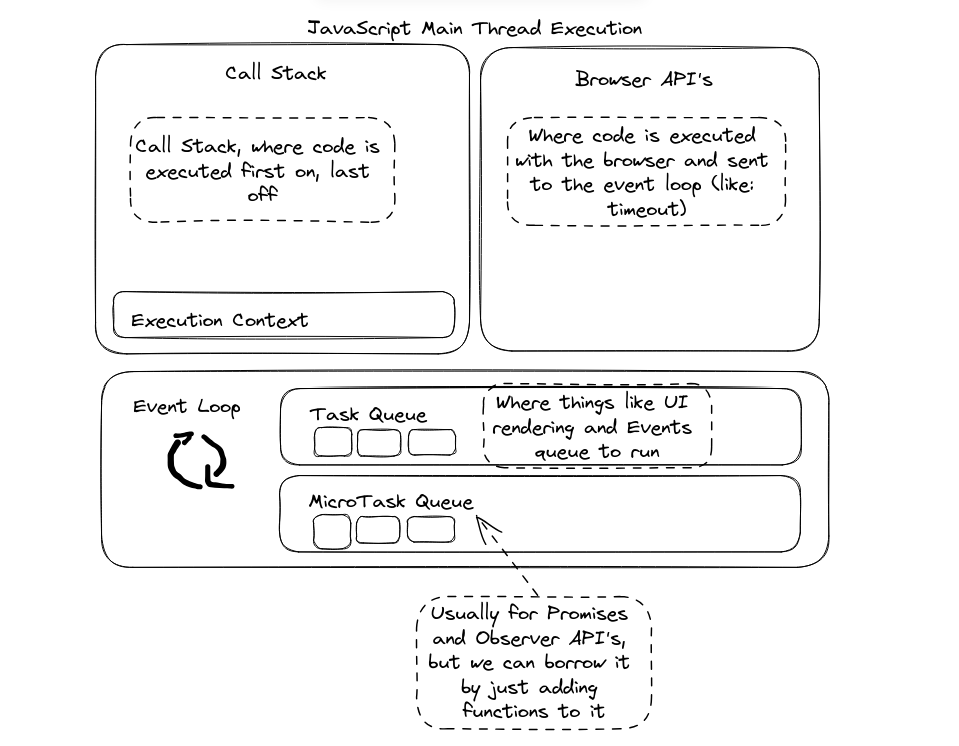 JavaScript Main Thread Execution
Call Stack
Call Stack, where code is
executed first on, last
off
Execution Context
Browser API's
Where code is executed
with the browser and sent
to the event loop (like:
timeout)
Event Loop
Task Queue
Where things like UI
rendering and Events
queue to run
MicroTask Queue
Usually for Promises
and Observer API's,
but we can borrow it
by just adding
functions to it